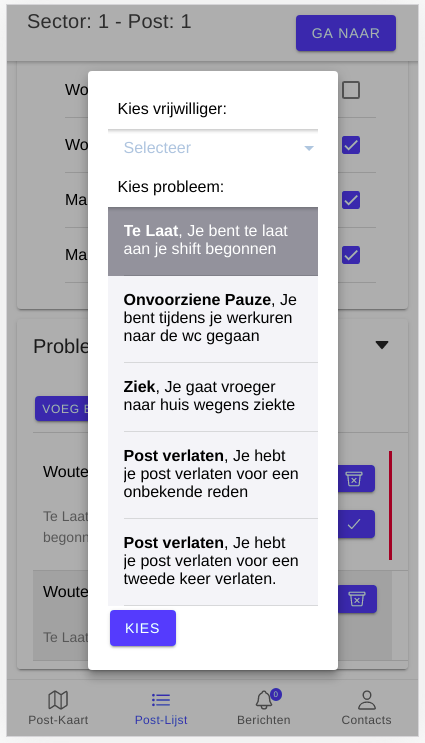 Sector: 1 - Post: 1
GA NAAR
Wo
Kies vrijwilliger:
Wo
Selecteer
Kies probleem:
Ma
Te Laat, Je bent te laat
aan je shift begonnen
Ma
Onvoorziene Pauze, Je
bent tijdens je werkuren
naar de wc gegaan
Proble
Ziek, Je gaat vroeger
naar huis wegens ziekte
VOEG
Post verlaten, Je hebt
je post verlaten voor een
onbekende reden
Woute
Te Laat
begonn
Post verlaten, Je hebt
je post verlaten voor een
tweede keer verlaten.
Woute
Te Laat
KIES
0
Post-Kaart
Post-Lijst
Berichten
Contacts